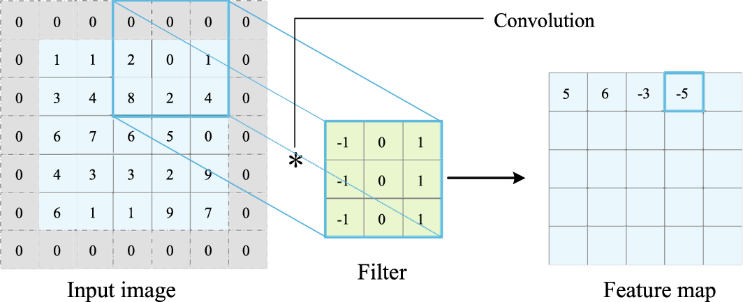 Convolution
0 0 0 0 0 0 0
0 1 1 2 0 1 0
0 3 4 8 2 4 0
0 6 7 6 5 0 0
0 4 3 3 2 9 0
0 6 1 1 9 7 0
0 0 0 0 0 0 0
*
-1 0 1
-1 0 1
-1 0 1
5 6 -3 -5
Input image
Filter
Feature map